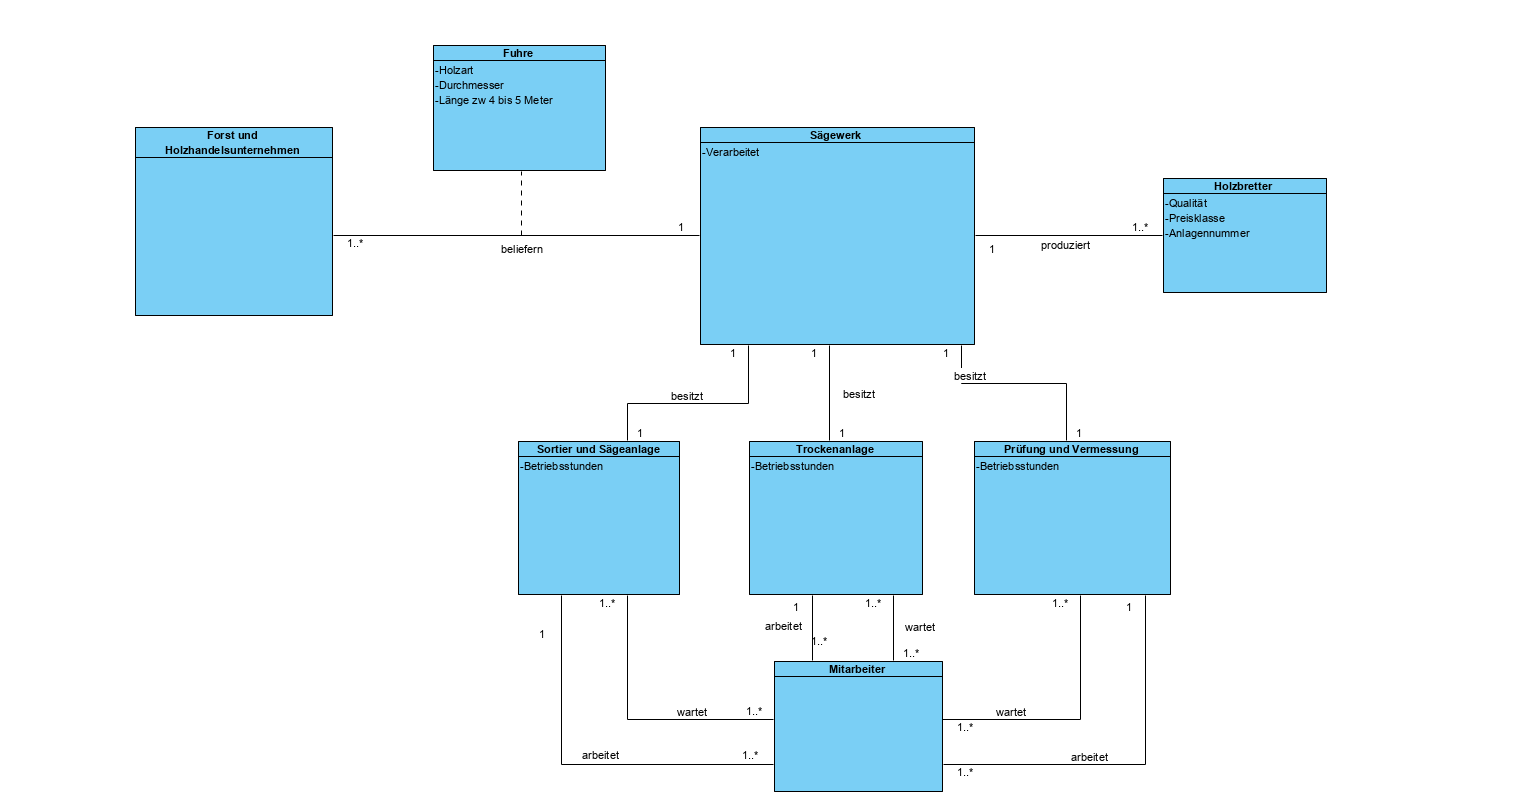 Fuhre
-Holzart
-Durchmesser
-Länge zw 4 bis 5 Meter
Forst und
Holzhandelsunternehmen
Sägewerk
-Verarbeitet
Holzbretter
-Qualität
-Preisklasse
-Anlagennummer
1..*
beliefern
1
1
produziert
1..*
1
besitzt
1
1
besitzt
1
1
besitzt
1
Sortier und Sägeanlage
-Betriebsstunden
Trockenanlage
-Betriebsstunden
Prüfung und Vermessung
-Betriebsstunden
1
1..*
1
1..*
1..*
1
arbeitet
1..*
wartet
1..*
Mitarbeiter
wartet
1..*
wartet
1..*
arbeitet
1..*
arbeitet
1..*